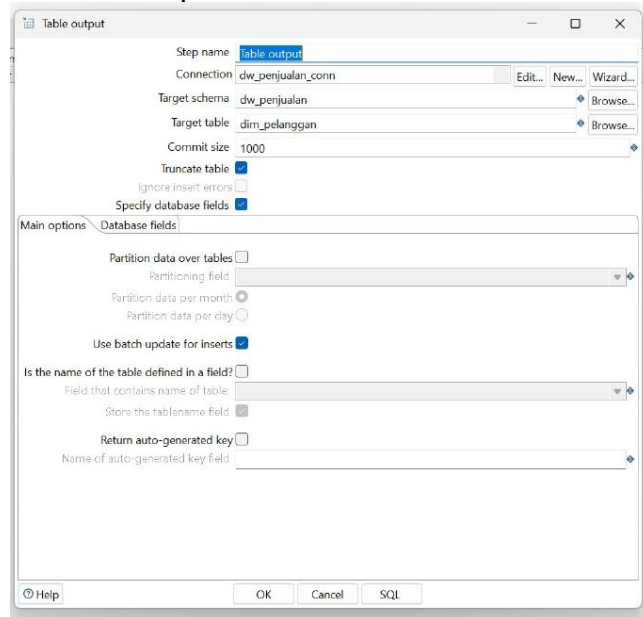 Table output
Step name Table output
Connection dw_penjualan_conn Edit... New... Wizard...
Target schema dw_penjualan Browse...
Target table dim_pelanggan Browse...
Commit size 1000
Truncate table
Ignore insert errors
Specify database fields
Main options Database fields
Partition data over tables
Partitioning field
Partition data per month
Partition data per day
Use batch update for inserts
Is the name of the table defined in a field?
Field that contains name of table:
Store the tablename field
Return auto-generated key
Name of auto-generated key field
Help OK Cancel SQL